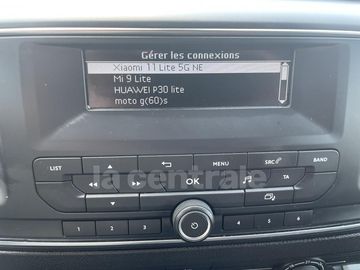 Gérer les connexions
Xiaomi 11 Lite 5G NE
Mi 9 Lite
HUAWEI P30 lite
moto g(60)s
LIST
MENU
SRC
BAND
OK
TA
la centrale
1 2 3 4 5 6